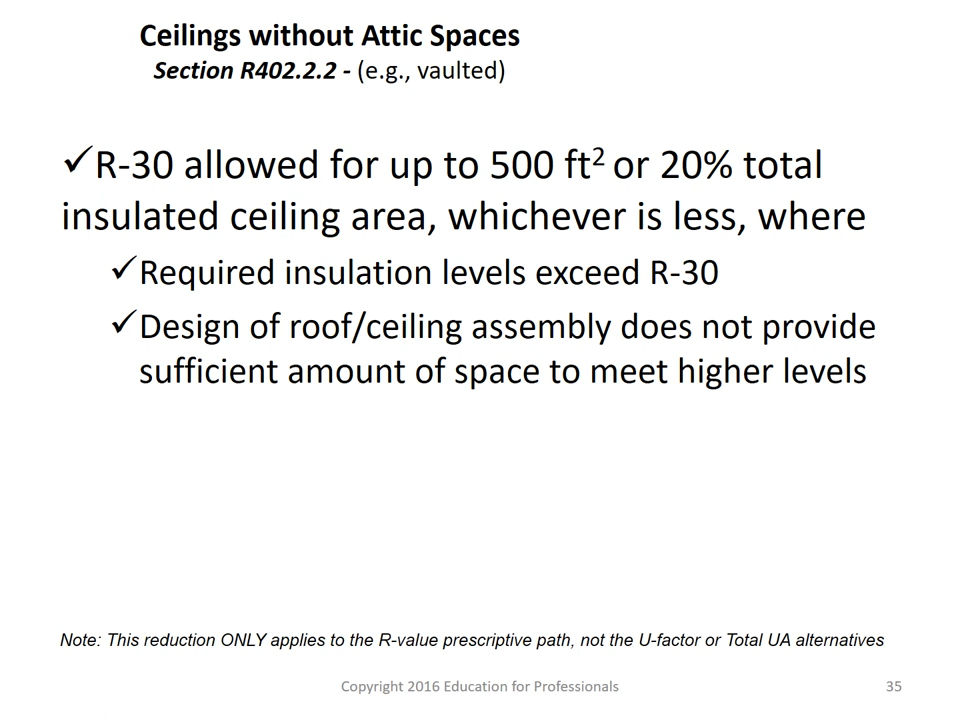 Ceilings without Attic Spaces
Section R402.2.2 - (e.g., vaulted)
✓R-30 allowed for up to 500 ft² or 20% total
insulated ceiling area, whichever is less, where
✓Required insulation levels exceed R-30
✓Design of roof/ceiling assembly does not provide
sufficient amount of space to meet higher levels
Note: This reduction ONLY applies to the R-value prescriptive path, not the U-factor or Total UA alternatives
Copyright 2016 Education for Professionals
35